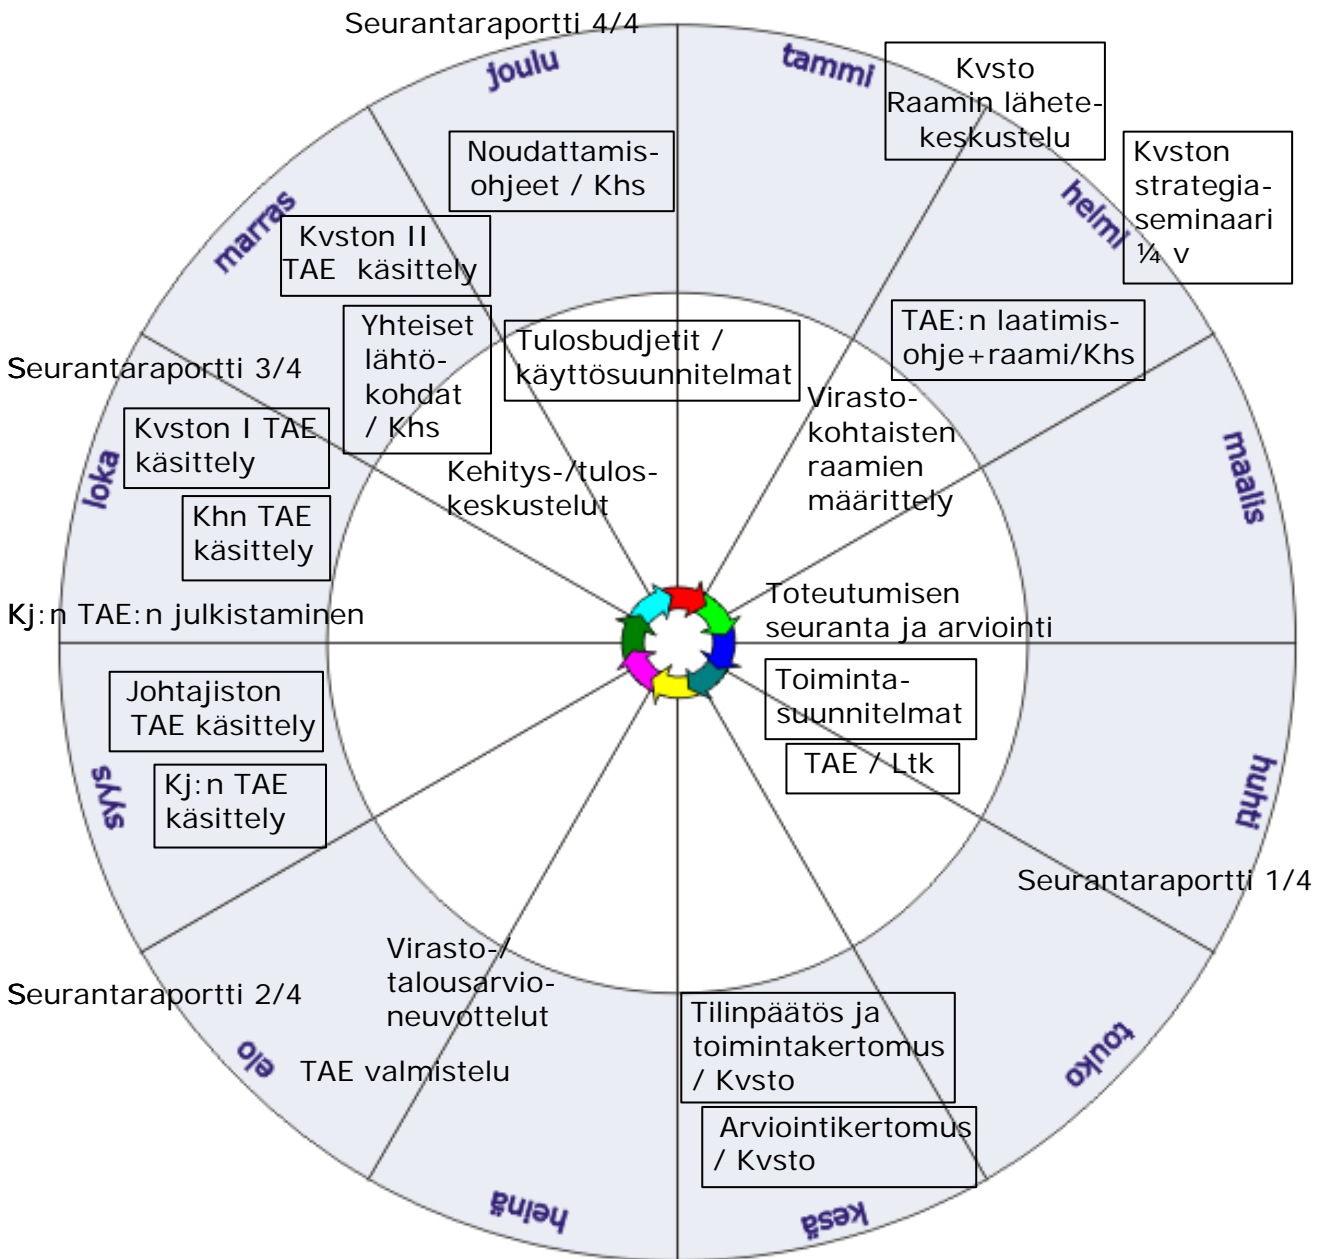 Seurantaraportti 4/4
joulu
tammi
Kvsto
Raamin lähete-
keskustelu
Kvston
strategia-
seminaari
¼ v
helmi
Noudattamis-
ohjeet / Khs
marras
Kvston II
TAE käsittely
TAE:n laatimis-
ohje+raami/Khs
Yhteiset
lähtö-
kohdat
/ Khs
Tulosbudjetit /
käyttösuunnitelmat
Seurantaraportti 3/4
Virasto-
kohtaisten
raamien
määrittely
Kvston I TAE
käsittely
loka
maalis
Kehitys-/tulos-
keskustelut
Khn TAE
käsittely
Kj:n TAE:n julkistaminen
Toteutumisen
seuranta ja arviointi
Johtajiston
TAE käsittely
Toiminta-
suunnitelmat
TAE / Ltk
Kj:n TAE
käsittely
syys
huhti
Seurantaraportti 1/4
Virasto-/
talousarvio-
neuvottelut
Seurantaraportti 2/4
elo
TAE valmistelu
Tilinpäätös ja
toimintakertomus
/ Kvsto
touko
Arviointikertomus
/ Kvsto
heinä
kesä